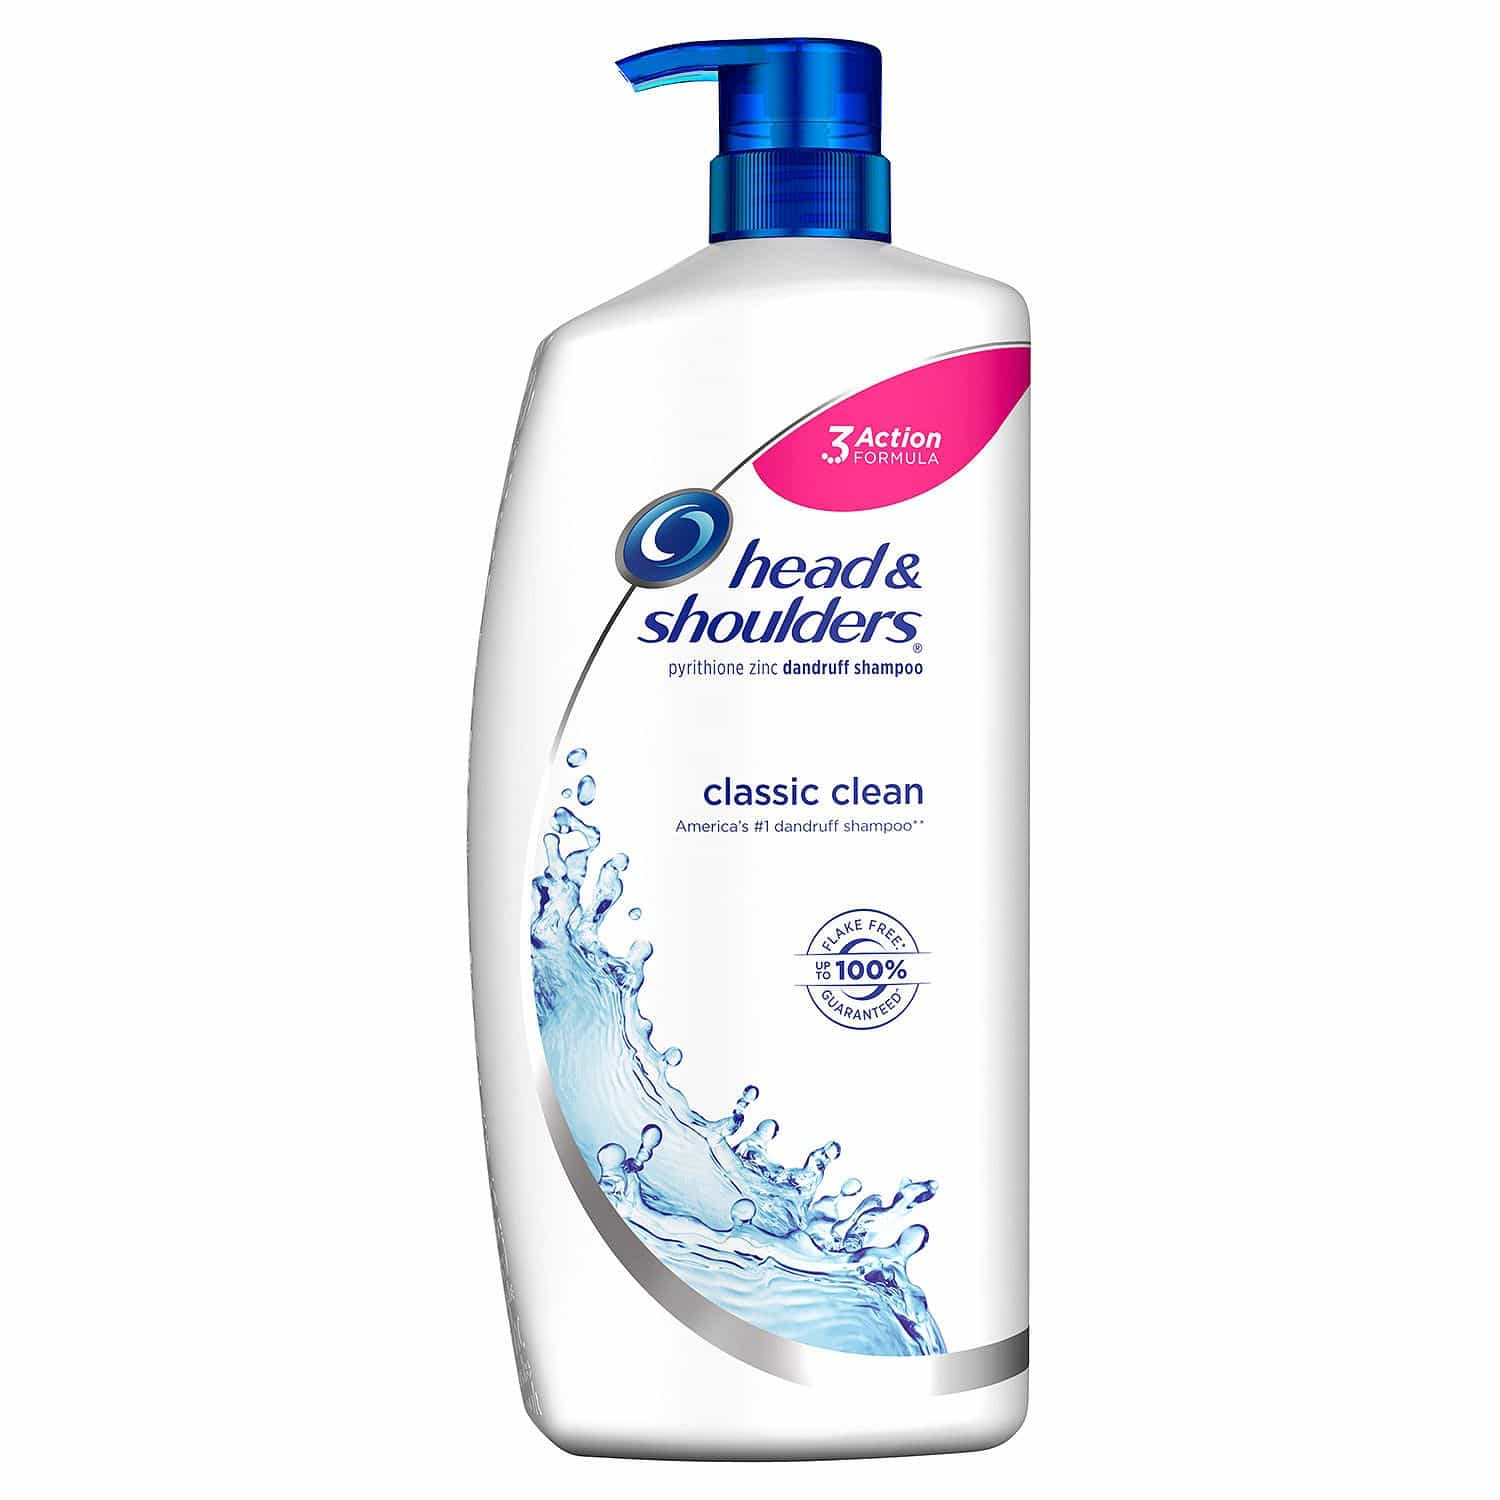 3 Action
FORMULA
head &
shoulders®
pyrithione zinc dandruff shampoo
classic clean
America's #1 dandruff shampoo**
FLAKE FREE*
UP TO 100%
GUARANTEED^